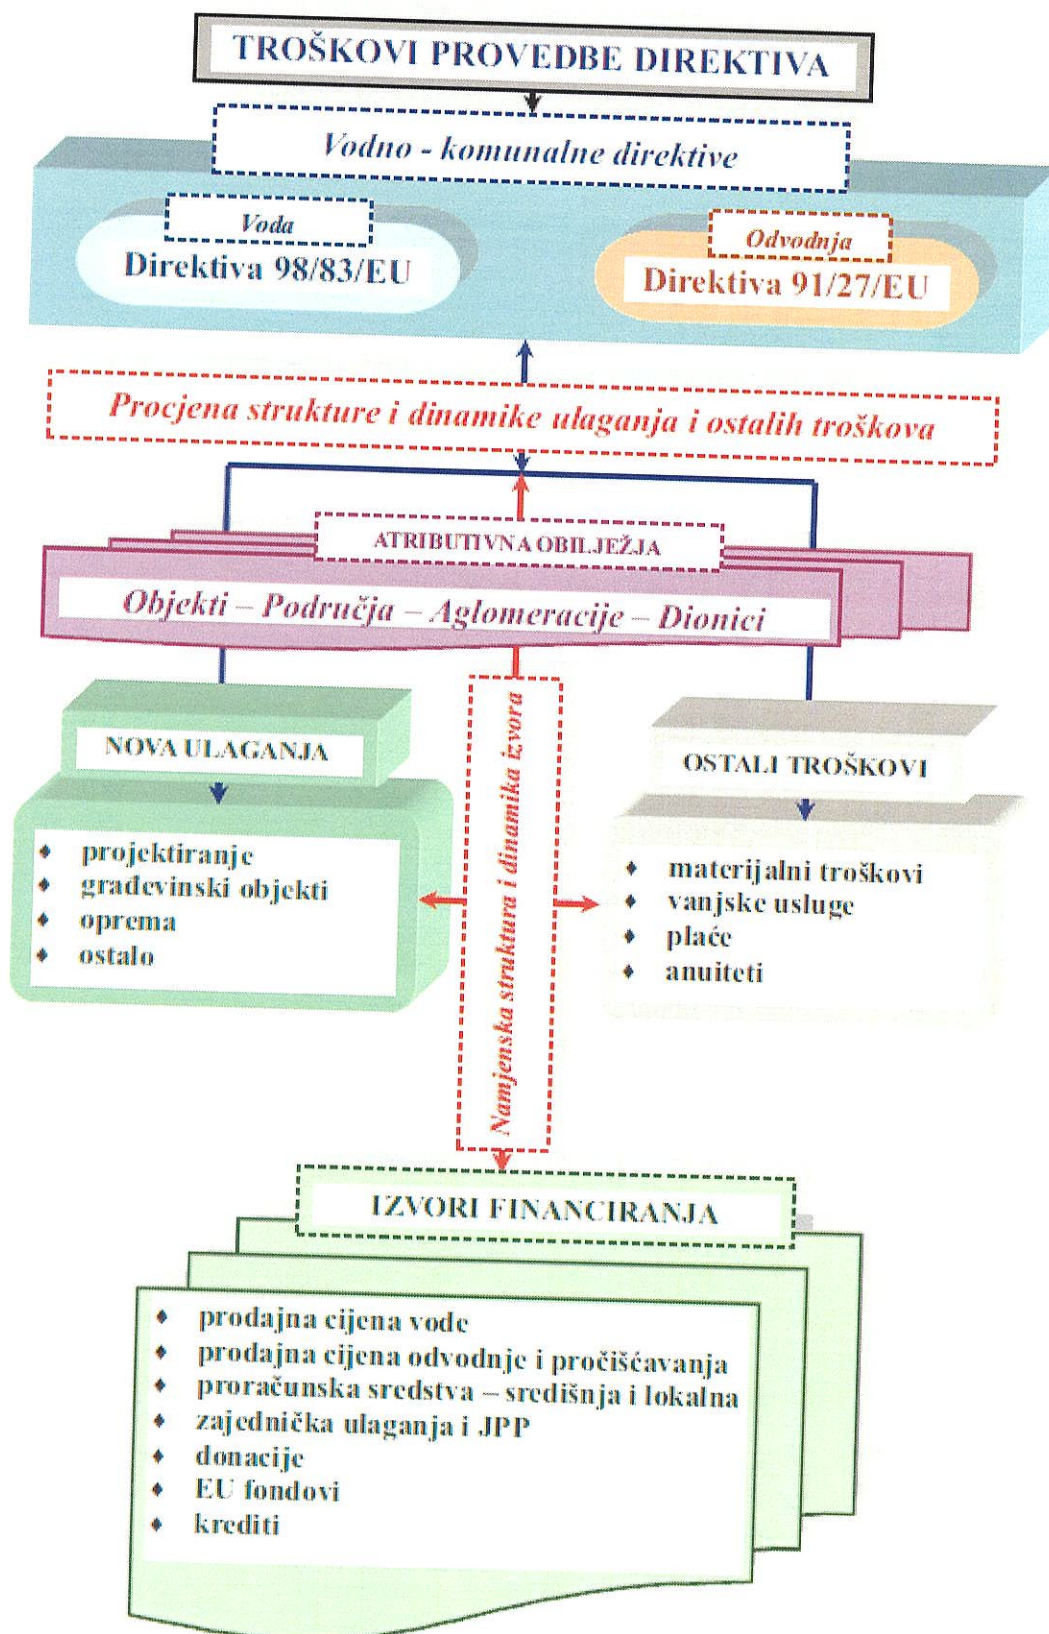 TROŠKOVI PROVEDBE DIREKTIVA
Vodno - komunalne direktive
Voda
Direktiva 98/83/EU
Odvodnja
Direktiva 91/27/EU
Procjena strukture i dinamike ulaganja i ostalih troškova
ATRIBUTIVNA OBILJEŽJA
Objekti – Područja – Aglomeracije – Dionici
NOVA ULAGANJA
♦ projektiranje
♦ građevinski objekti
♦ oprema
♦ ostalo
Namjenska struktura i dinamika izvora
OSTALI TROŠKOVI
♦ materijalni troškovi
♦ vanjske usluge
♦ plaće
♦ anuiteti
IZVORI FINANCIRANJA
♦ prodajna cijena vode
♦ prodajna cijena odvodnje i pročišćavanja
♦ proračunska sredstva – središnja i lokalna
♦ zajednička ulaganja i JPP
♦ donacije
♦ EU fondovi
♦ krediti